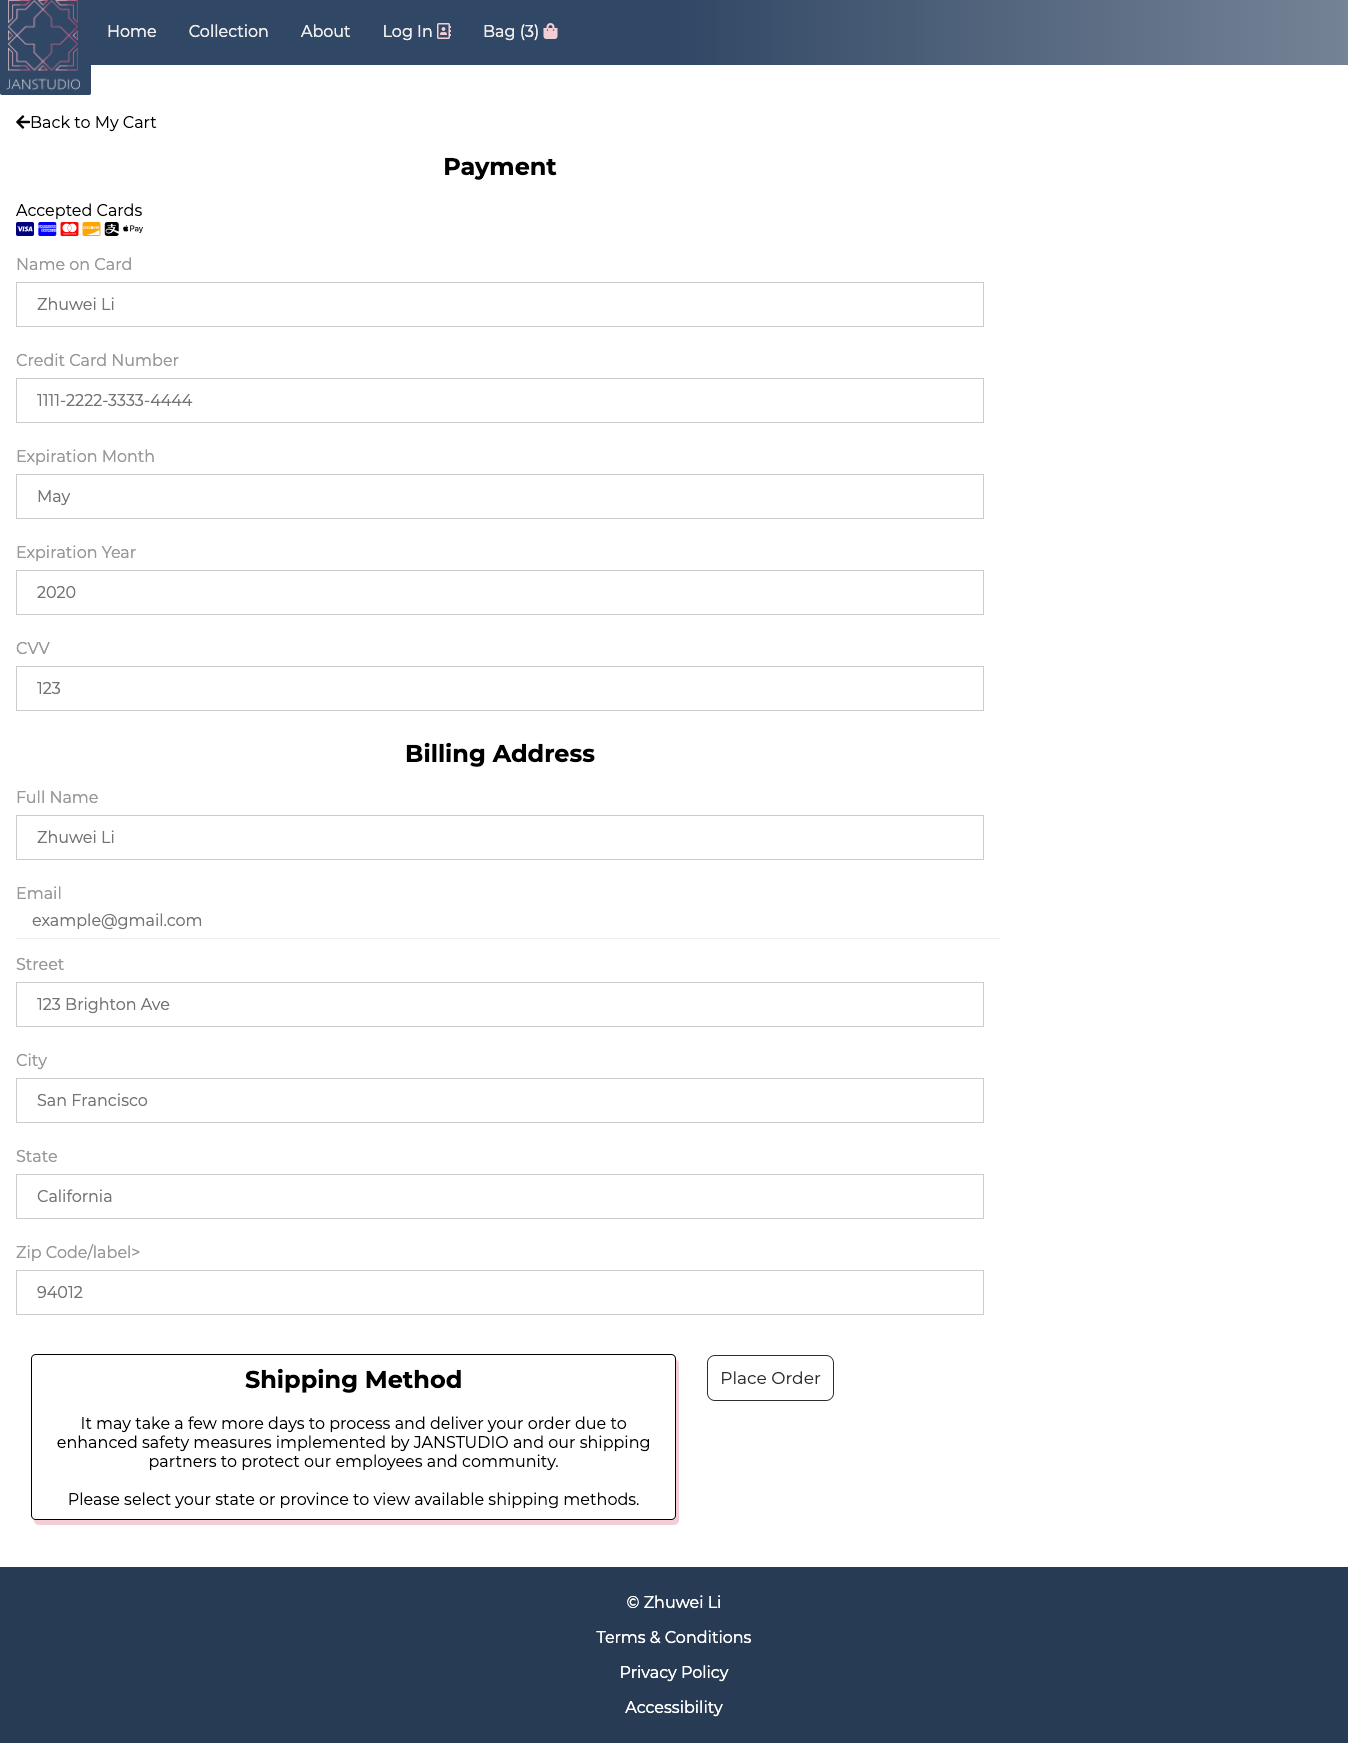 Home
Collection
About
Log In
Bag (3)
JANSTUDIO
Back to My Cart
Payment
Accepted Cards
VISA
Pay
Name on Card
Zhuwei Li
Credit Card Number
1111-2222-3333-4444
Expiration Month
May
Expiration Year
2020
CVV
123
Billing Address
Full Name
Zhuwei Li
Email
example@gmail.com
Street
123 Brighton Ave
City
San Francisco
State
California
Zip Code/label>
94012
Shipping Method
It may take a few more days to process and deliver your order due to
enhanced safety measures implemented by JANSTUDIO and our shipping
partners to protect our employees and community.
Please select your state or province to view available shipping methods.
Place Order
© Zhuwei Li
Terms & Conditions
Privacy Policy
Accessibility